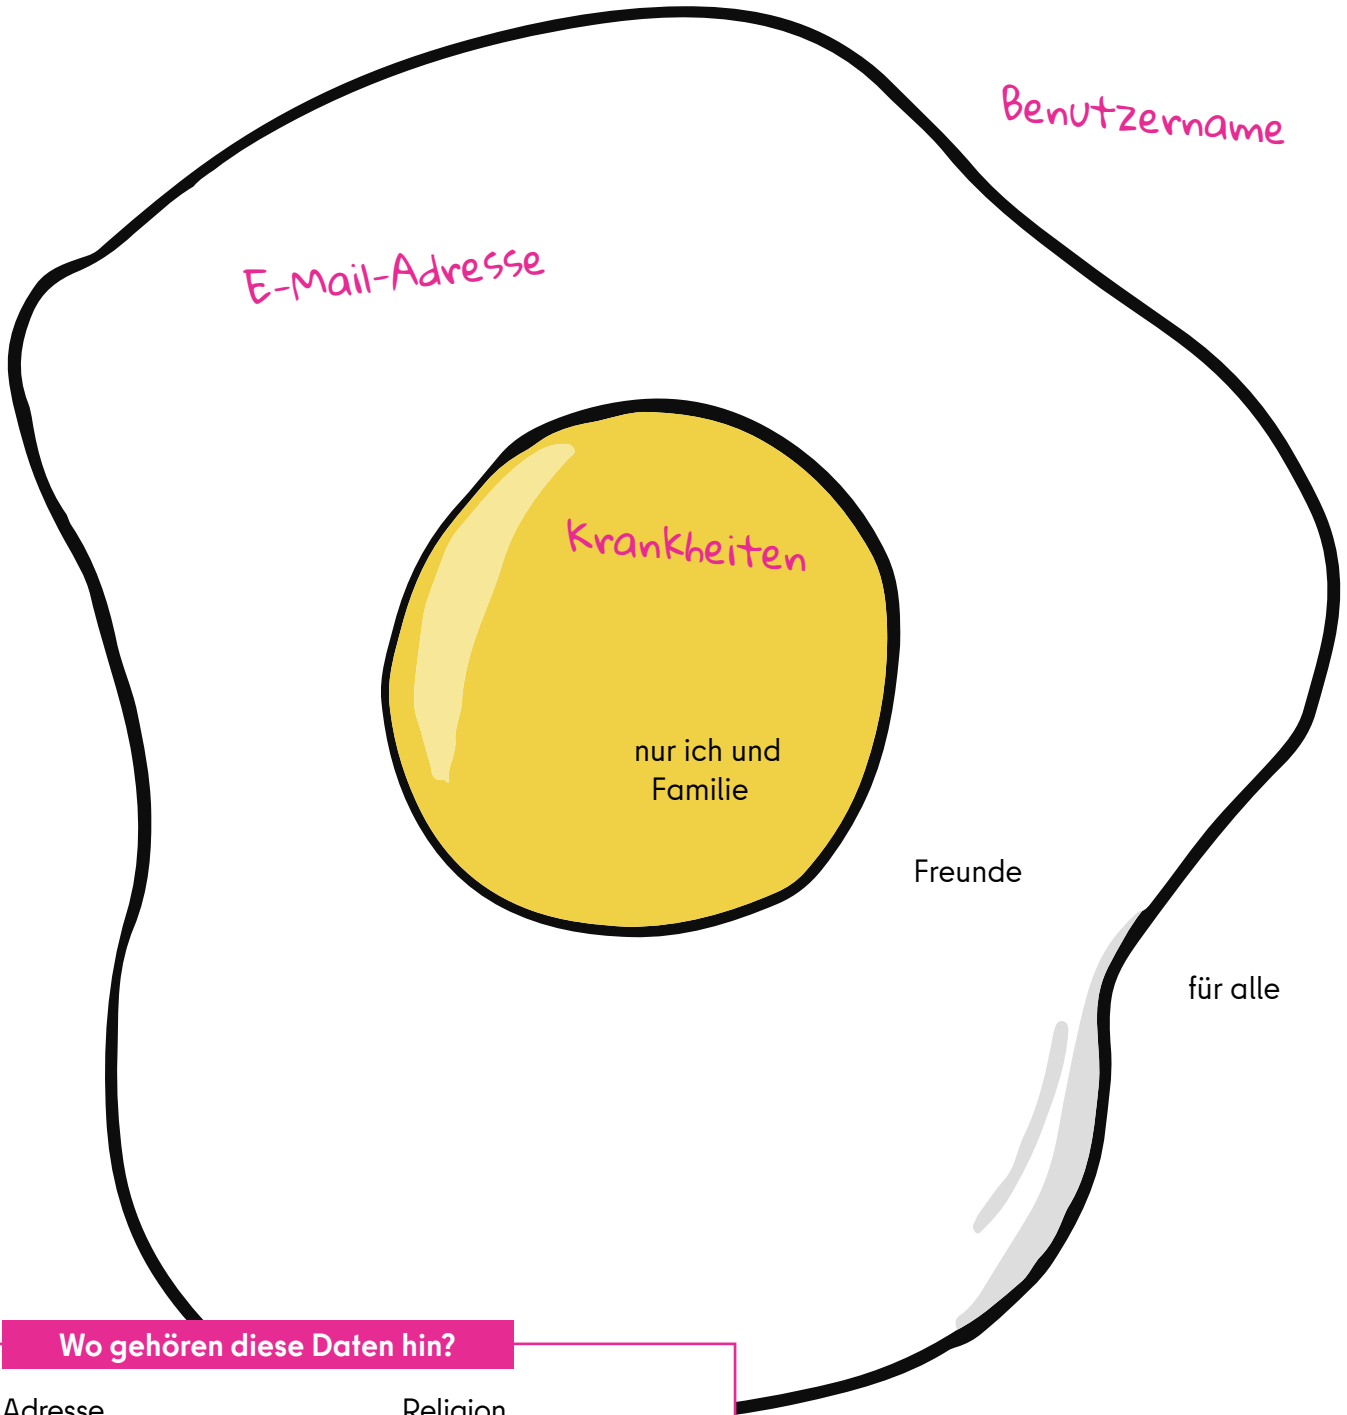 Benutzername
E-Mail-Adresse
Krankheiten
nur ich und
Familie
Freunde
für alle
Wo gehören diese Daten hin?
Adresse
Religion